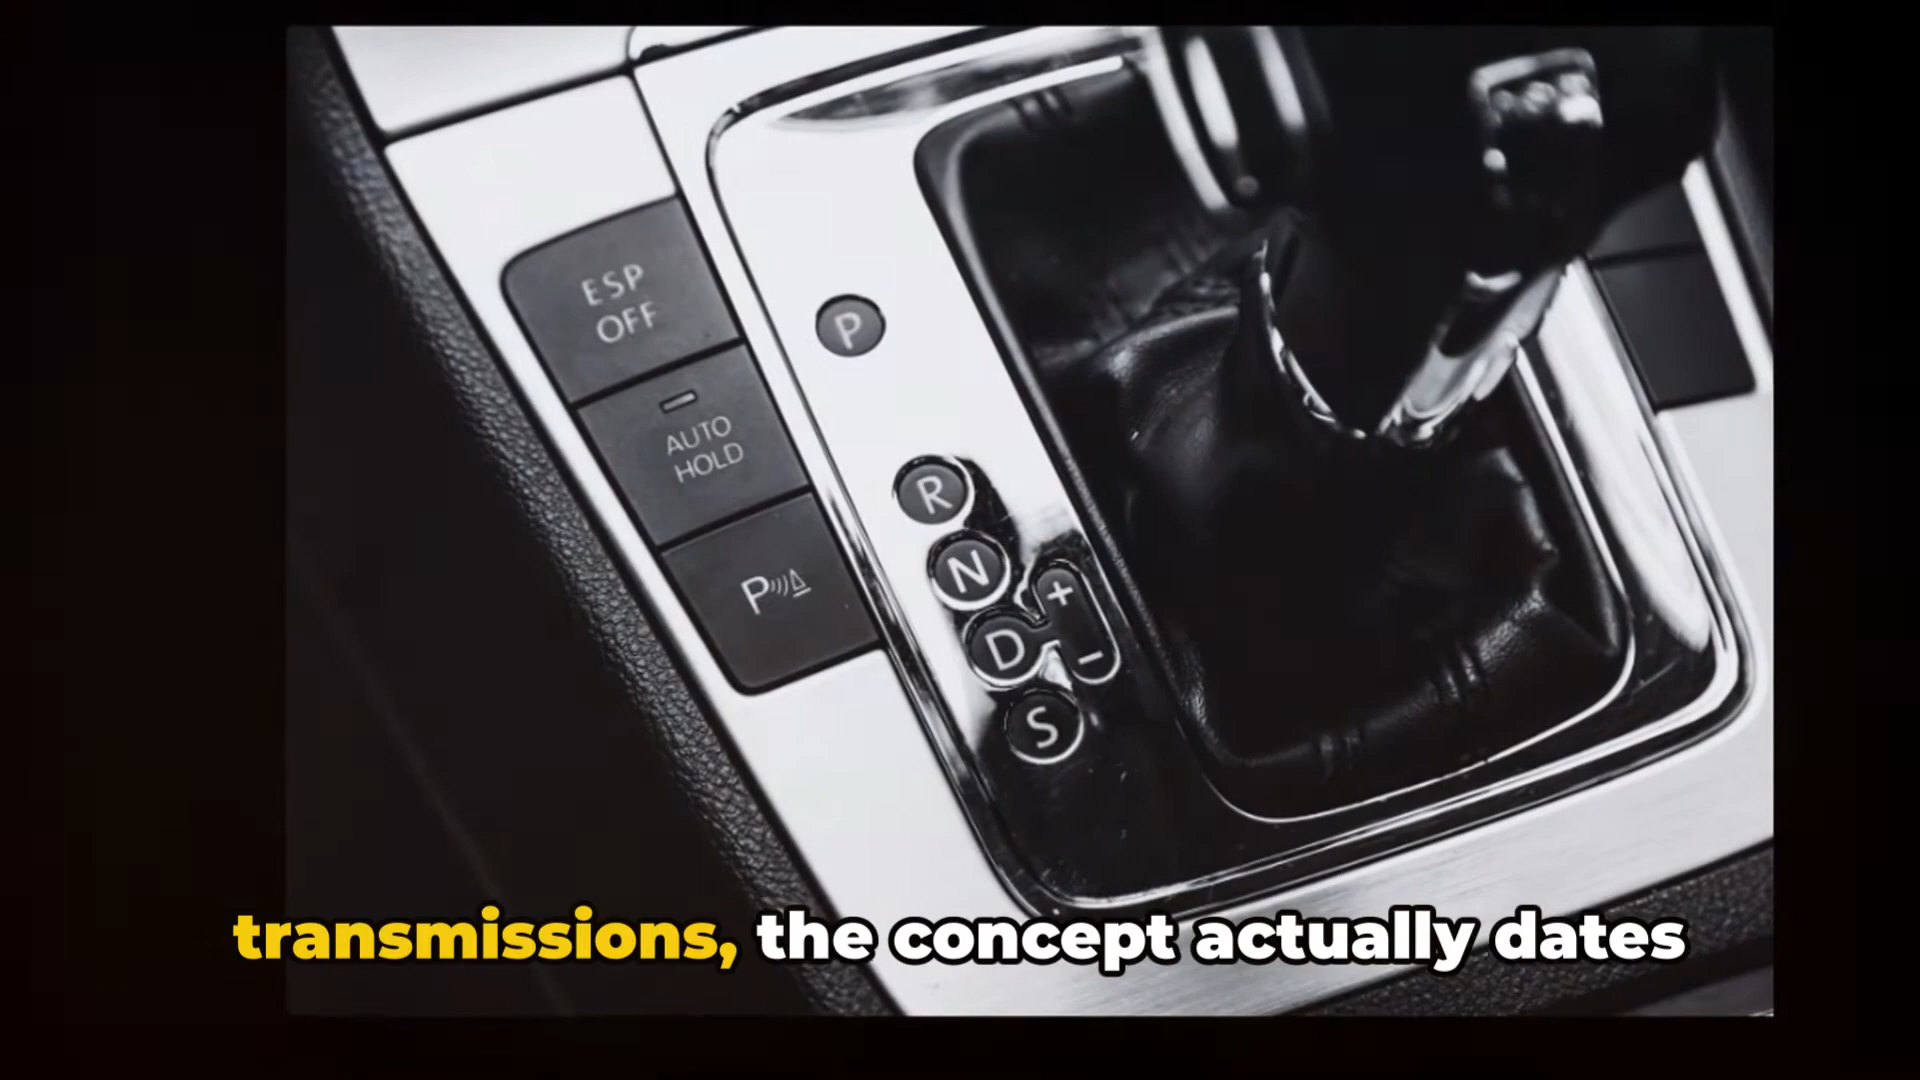 ESP
OFF
AUTO
HOLD
P
P
R
N
D
+
-
S
transmissions, the concept actually dates